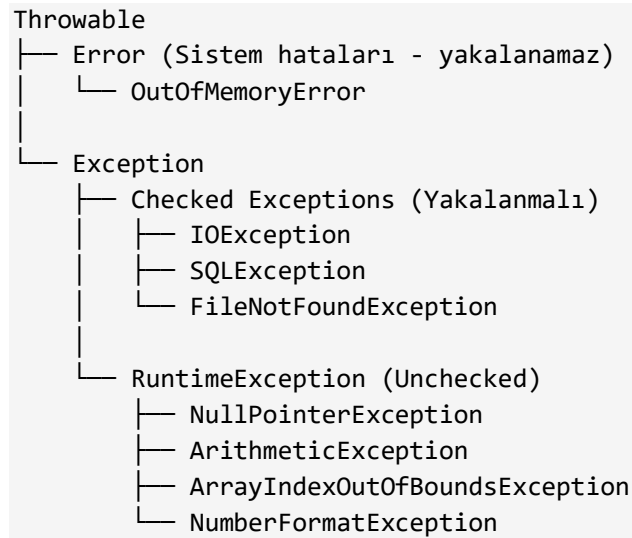 Throwable
├── Error (Sistem hataları - yakalanamaz)
│   └── OutOfMemoryError
│
└── Exception
    ├── Checked Exceptions (Yakalanmalı)
    │   ├── IOException
    │   ├── SQLException
    │   └── FileNotFoundException
    │
    └── RuntimeException (Unchecked)
        ├── NullPointerException
        ├── ArithmeticException
        ├── ArrayIndexOutOfBoundsException
        └── NumberFormatException